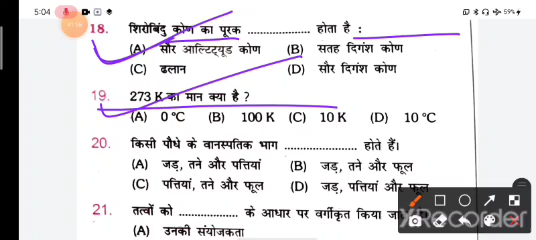 5:04
59%
18. शिरोबिंदु कोण का पूरक .................... होता है :
(A) सौर आल्टिट्यूड कोण (B) सतह दिगंश कोण
(C) ढलान (D) सौर दिगंश कोण
19. 273 K का मान क्या है ?
(A) 0 °C (B) 100 K (C) 10 K (D) 10 °C
20. किसी पौधे के वानस्पतिक भाग .................... होते हैं।
(A) जड़, तने और पत्तियां (B) जड़, तने और फूल
(C) पत्तियां, तने और फूल (D) जड़, पत्तियां और फूल
21. तत्वों को .................... के आधार पर वर्गीकृत किया
(A) उनकी संयोजकता
XRecorder